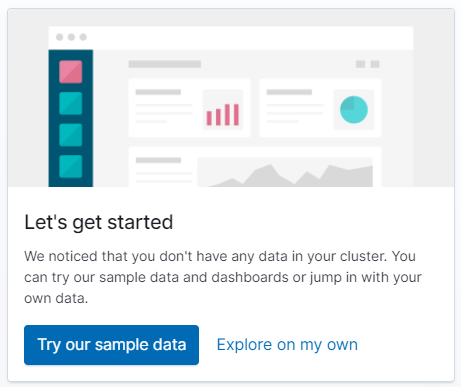 Let's get started
We noticed that you don't have any data in your cluster. You
can try our sample data and dashboards or jump in with your
own data.
Try our sample data
Explore on my own